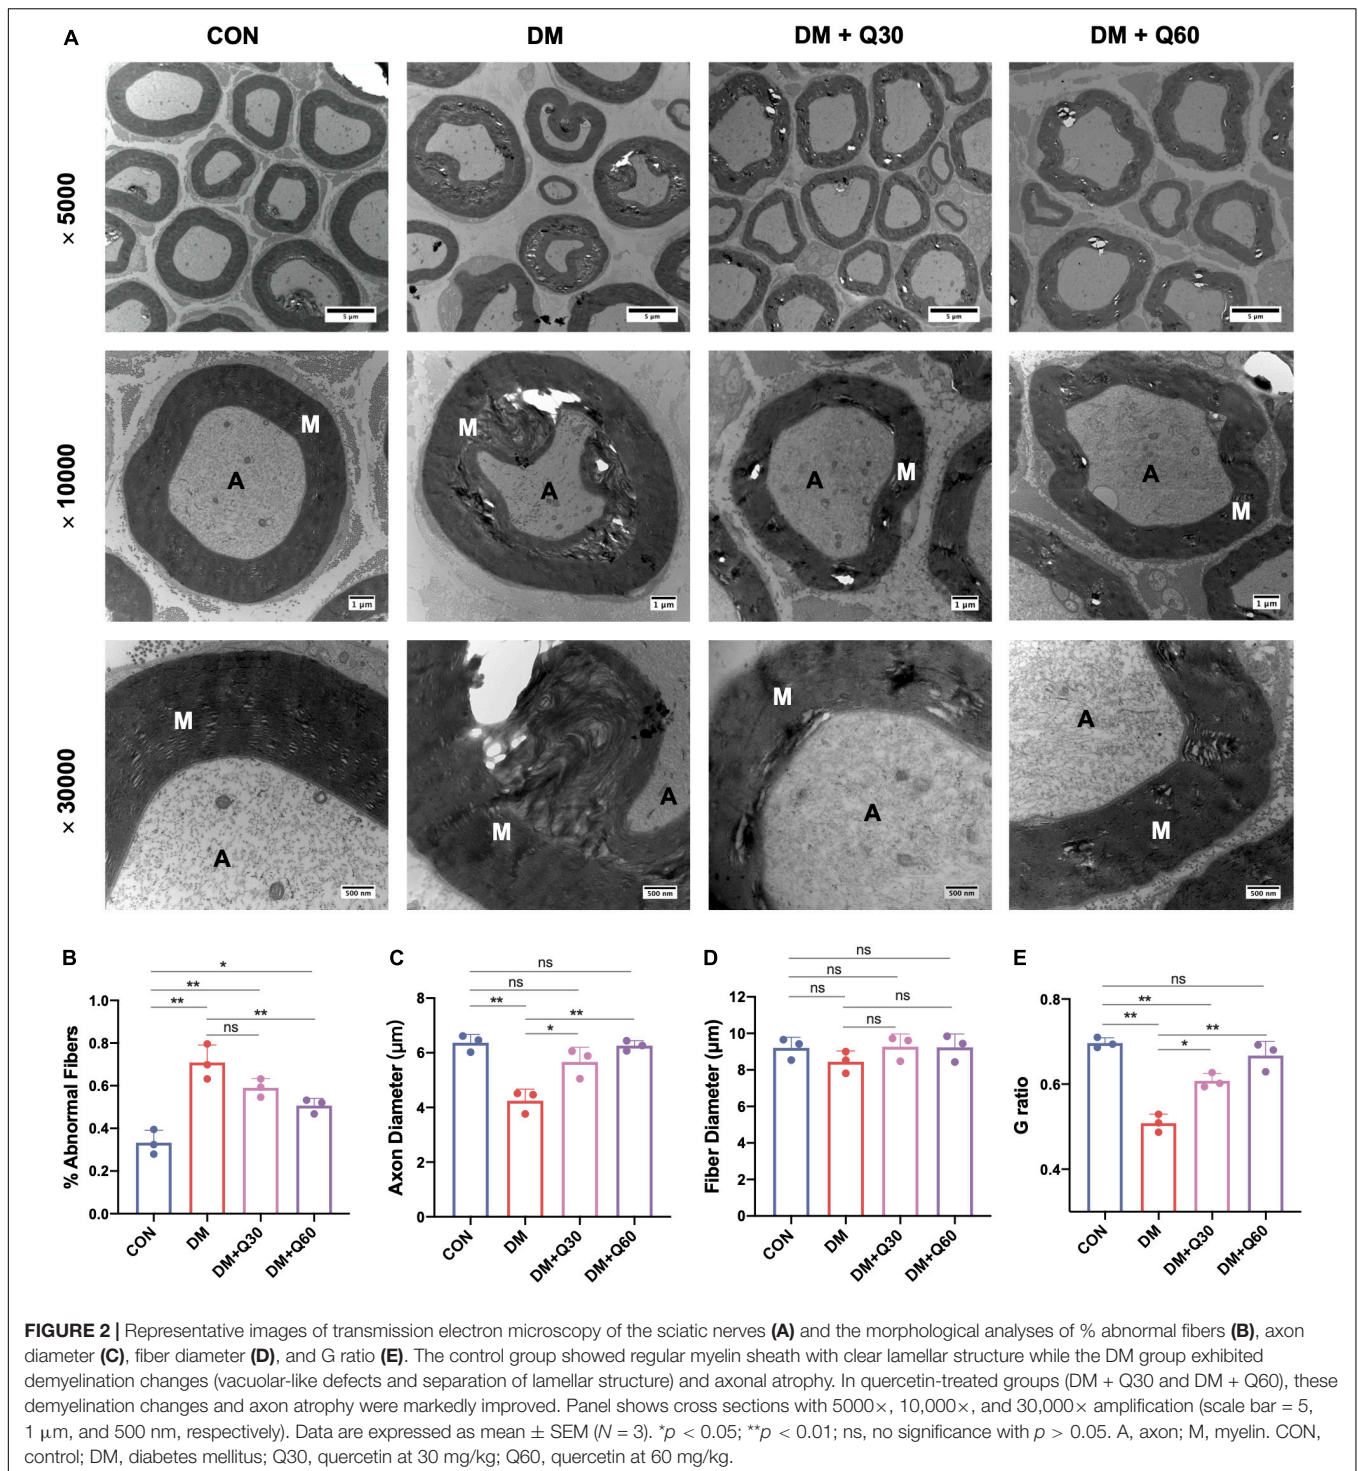 A
CON
DM
DM + Q30
DM + Q60
× 5000
5 µm
5 µm
5 µm
5 µm
× 10000
M
A
1 µm
M
A
1 µm
A
M
1 µm
A
M
1 µm
× 30000
M
A
500 nm
M
A
500 nm
M
A
500 nm
A
M
500 nm
B
*
**
**
**
ns
% Abnormal Fibers
1.0
0.8
0.6
0.4
0.2
0.0
CON
DM
DM+Q30
DM+Q60
C
ns
ns
**
**
*
Axon Diameter (µm)
8
6
4
2
0
CON
DM
DM+Q30
DM+Q60
D
ns
ns
ns
ns
ns
Fiber Diameter (µm)
12
10
8
6
4
2
0
CON
DM
DM+Q30
DM+Q60
E
ns
**
**
**
*
G ratio
0.8
0.6
0.4
CON
DM
DM+Q30
DM+Q60
FIGURE 2 | Representative images of transmission electron microscopy of the sciatic nerves (A) and the morphological analyses of % abnormal fibers (B), axon
diameter (C), fiber diameter (D), and G ratio (E). The control group showed regular myelin sheath with clear lamellar structure while the DM group exhibited
demyelination changes (vacuolar-like defects and separation of lamellar structure) and axonal atrophy. In quercetin-treated groups (DM + Q30 and DM + Q60), these
demyelination changes and axon atrophy were markedly improved. Panel shows cross sections with 5000×, 10,000×, and 30,000× amplification (scale bar = 5,
1 µm, and 500 nm, respectively). Data are expressed as mean ± SEM (N = 3). *p < 0.05; **p < 0.01; ns, no significance with p > 0.05. A, axon; M, myelin. CON,
control; DM, diabetes mellitus; Q30, quercetin at 30 mg/kg; Q60, quercetin at 60 mg/kg.